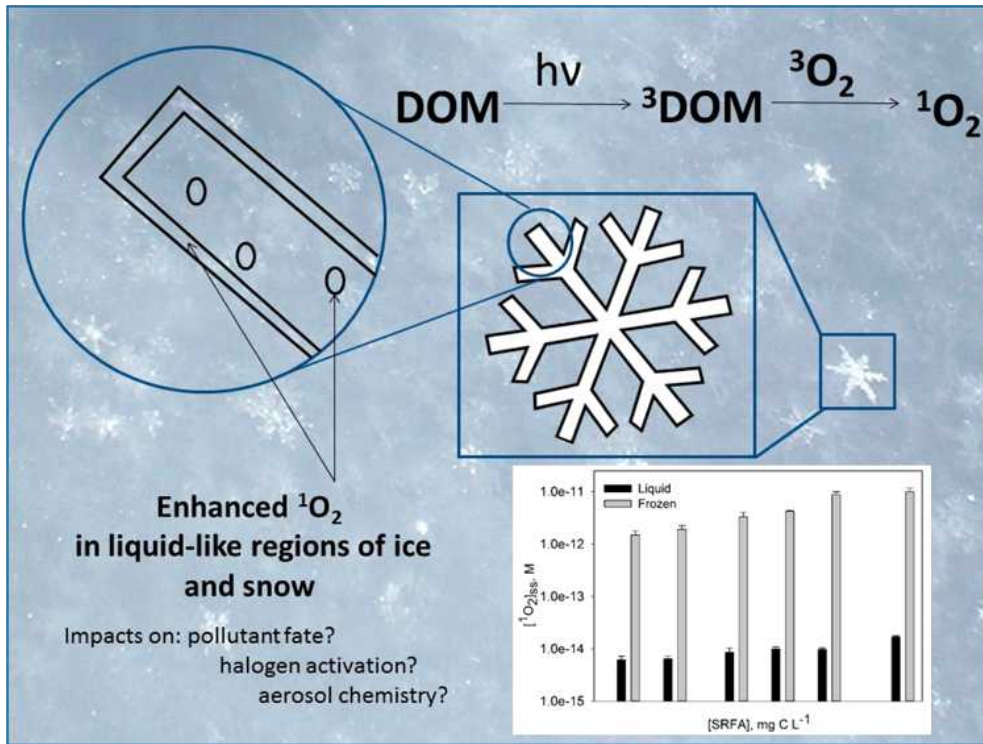 hν
³O₂
DOM
³DOM
¹O₂
Enhanced ¹O₂
in liquid-like regions of ice
and snow
Impacts on: pollutant fate?
halogen activation?
aerosol chemistry?
Liquid
Frozen
1.0e-11
1.0e-12
1.0e-13
1.0e-14
1.0e-15
[¹O₂]ss, M
[SRFA], mg C L⁻¹